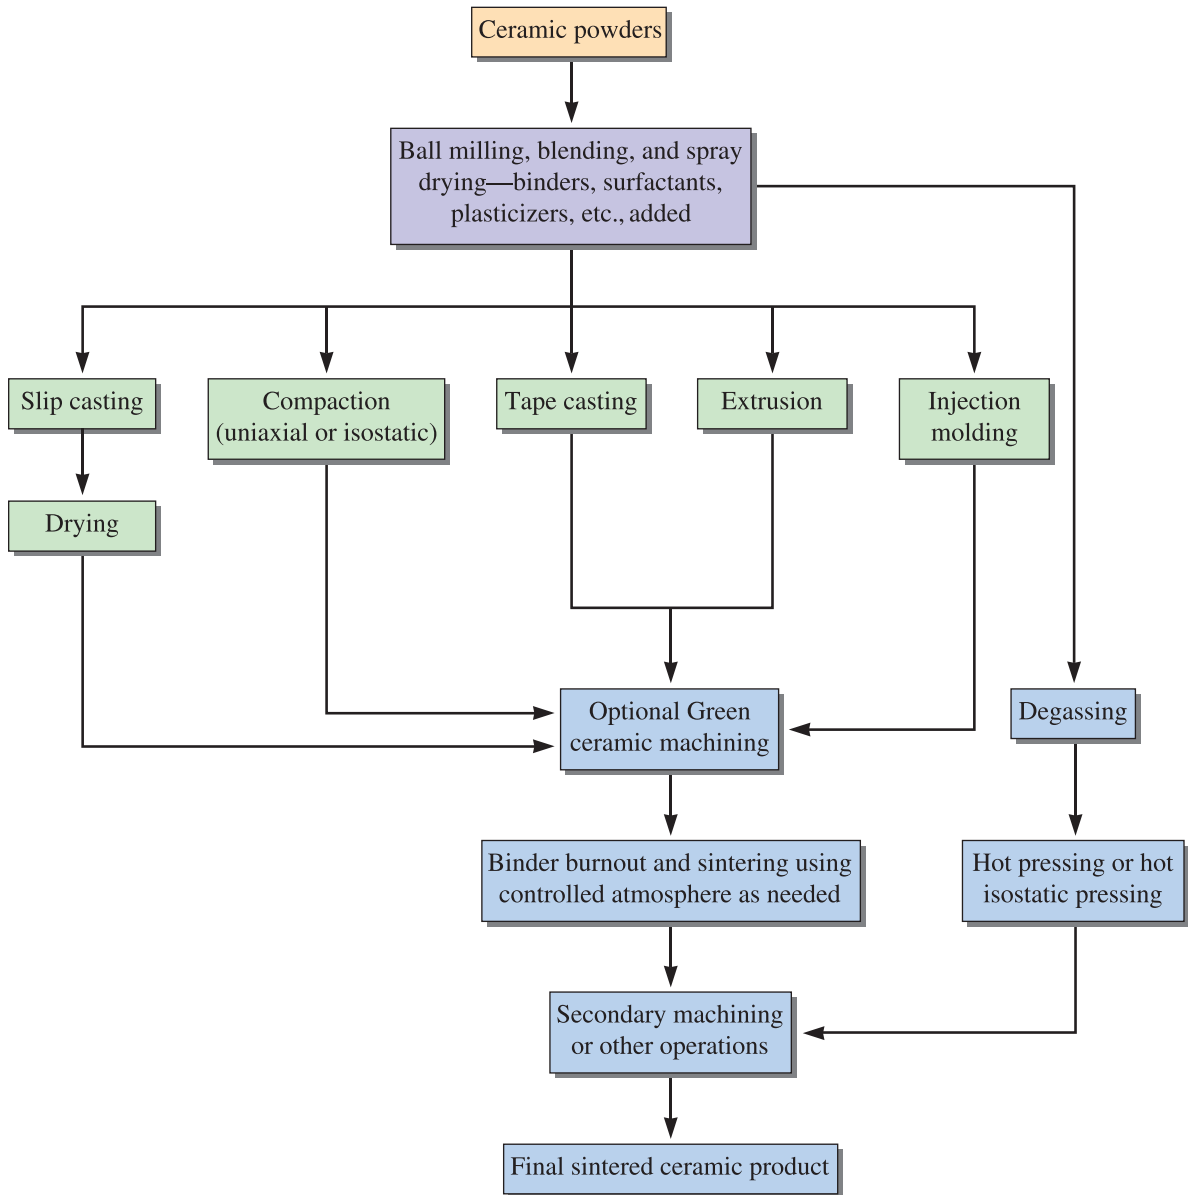 Ceramic powders
Ball milling, blending, and spray
drying—binders, surfactants,
plasticizers, etc., added
Slip casting
Compaction
(uniaxial or isostatic)
Tape casting
Extrusion
Injection
molding
Drying
Optional Green
ceramic machining
Degassing
Binder burnout and sintering using
controlled atmosphere as needed
Hot pressing or hot
isostatic pressing
Secondary machining
or other operations
Final sintered ceramic product